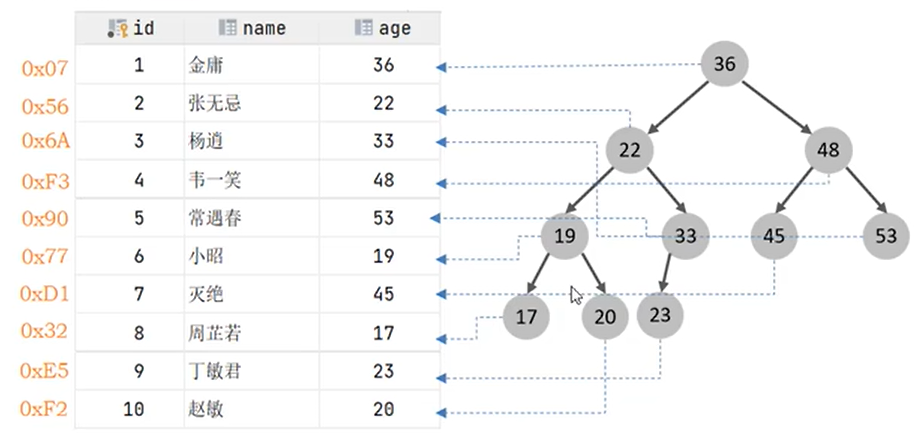 id name age
0x07 1 金庸 36
0x56 2 张无忌 22
0x6A 3 杨逍 33
0xF3 4 韦一笑 48
0x90 5 常遇春 53
0x77 6 小昭 19
0xD1 7 灭绝 45
0x32 8 周芷若 17
0xE5 9 丁敏君 23
0xF2 10 赵敏 20
36
22 48
19 33 45 53
17 20 23